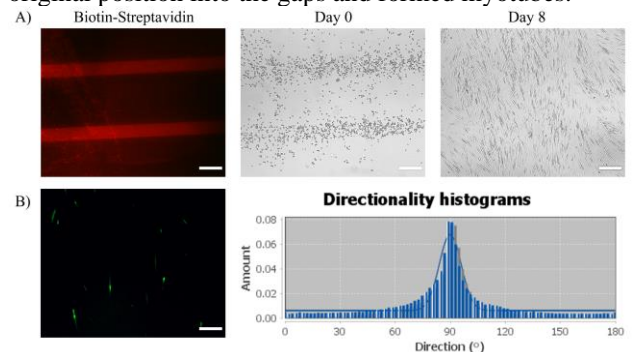 original position into the gaps and formed myotubes.
A) Biotin-Streptavidin Day 0 Day 8
B)
Directionality histograms
Amount
0.08
0.06
0.04
0.02
0.00
0 30 60 90 120 150 180
Direction (°)